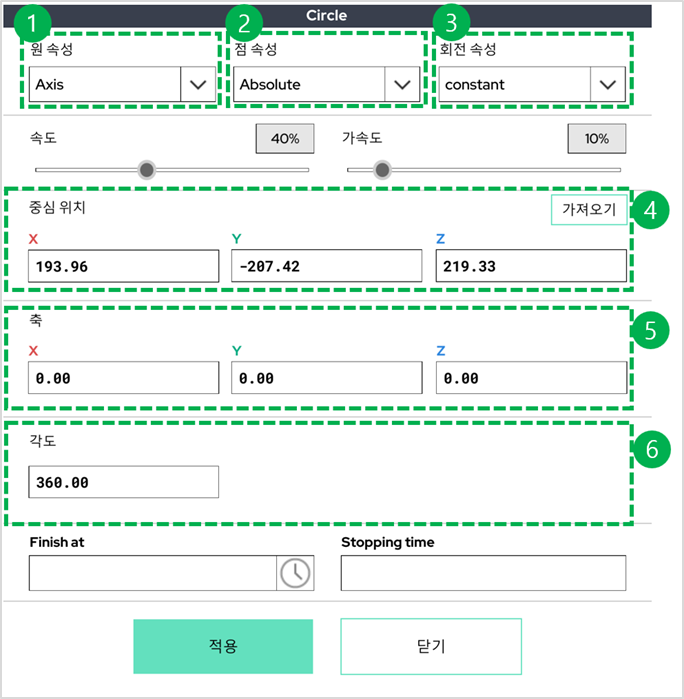 Circle
1
2
3
원 속성
점 속성
회전 속성
Axis
Absolute
constant
속도
40%
가속도
10%
중심 위치
가져오기
4
X
Y
Z
193.96
-207.42
219.33
축
5
X
Y
Z
0.00
0.00
0.00
각도
6
360.00
Finish at
Stopping time
적용
닫기